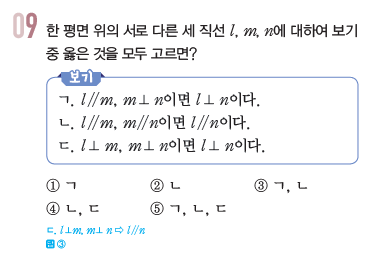 09 한 평면 위의 서로 다른 세 직선 l, m, n에 대하여 보기
중 옳은 것을 모두 고르면?
보기
ㄱ. l∥m, m⊥n이면 l⊥n이다.
ㄴ. l∥m, m∥n이면 l∥n이다.
ㄷ. l⊥m, m⊥n이면 l⊥n이다.
① ㄱ ② ㄴ ③ ㄱ, ㄴ
④ ㄴ, ㄷ ⑤ ㄱ, ㄴ, ㄷ
ㄷ. l⊥m, m⊥n ⇨ l∥n
답 ③